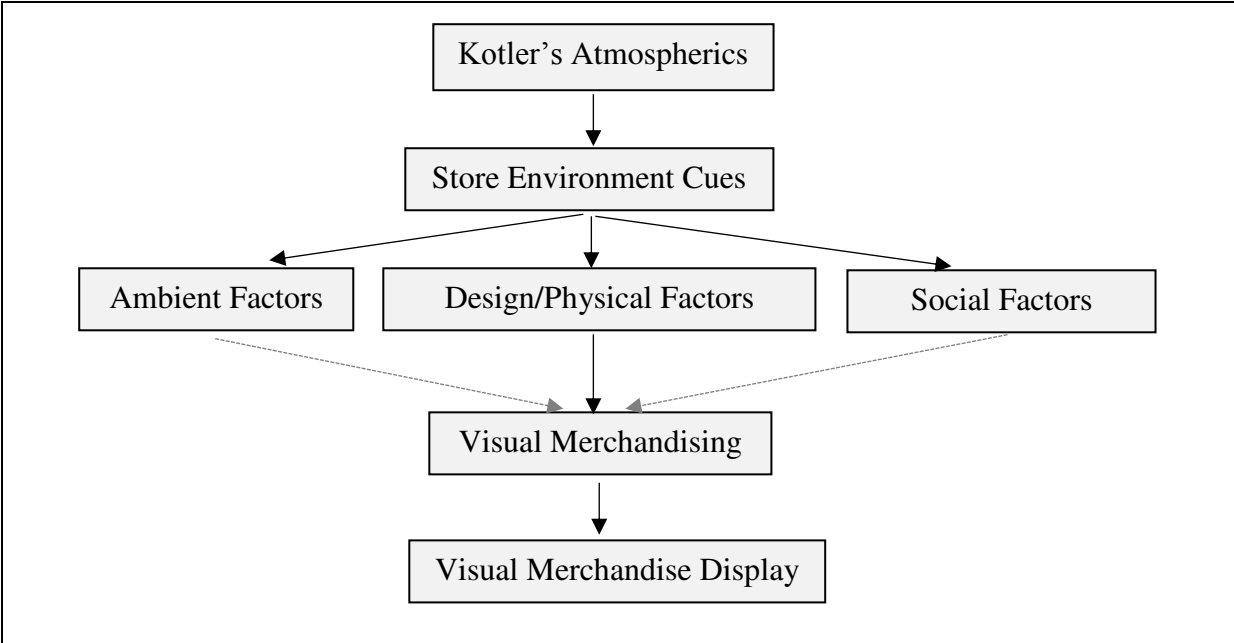 Kotler’s Atmospherics
Store Environment Cues
Ambient Factors
Design/Physical Factors
Social Factors
Visual Merchandising
Visual Merchandise Display